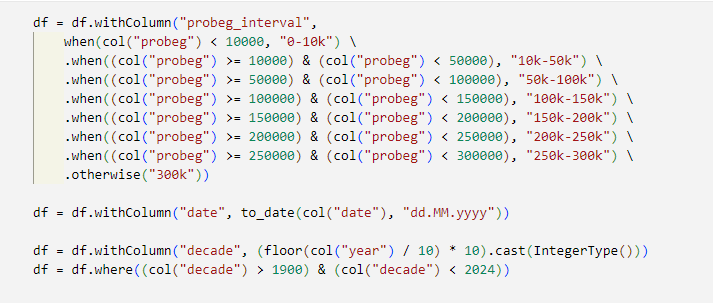 df = df.withColumn("probeg_interval",
    when(col("probeg") < 10000, "0-10k") \
    .when((col("probeg") >= 10000) & (col("probeg") < 50000), "10k-50k") \
    .when((col("probeg") >= 50000) & (col("probeg") < 100000), "50k-100k") \
    .when((col("probeg") >= 100000) & (col("probeg") < 150000), "100k-150k") \
    .when((col("probeg") >= 150000) & (col("probeg") < 200000), "150k-200k") \
    .when((col("probeg") >= 200000) & (col("probeg") < 250000), "200k-250k") \
    .when((col("probeg") >= 250000) & (col("probeg") < 300000), "250k-300k") \
    .otherwise("300k"))
df = df.withColumn("date", to_date(col("date"), "dd.MM.yyyy"))
df = df.withColumn("decade", (floor(col("year") / 10) * 10).cast(IntegerType()))
df = df.where((col("decade") > 1900) & (col("decade") < 2024))